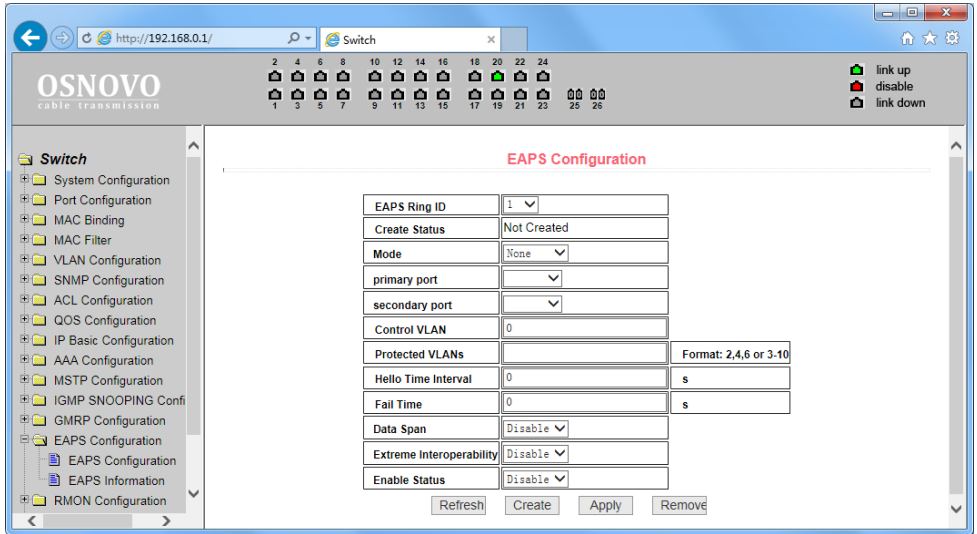 http://192.168.0.1/
Switch
2 4 6 8 10 12 14 16 18 20 22 24
1 3 5 7 9 11 13 15 17 19 21 23 25 26
OSNOVO
cable transmission
link up
disable
link down
Switch
System Configuration
Port Configuration
MAC Binding
MAC Filter
VLAN Configuration
SNMP Configuration
ACL Configuration
QOS Configuration
IP Basic Configuration
AAA Configuration
MSTP Configuration
IGMP SNOOPING Confi
GMRP Configuration
EAPS Configuration
EAPS Configuration
EAPS Information
RMON Configuration
EAPS Configuration
EAPS Ring ID 1
Create Status Not Created
Mode None
primary port
secondary port
Control VLAN 0
Protected VLANs Format: 2,4,6 or 3-10
Hello Time Interval 0 s
Fail Time 0 s
Data Span Disable
Extreme Interoperability Disable
Enable Status Disable
Refresh Create Apply Remove